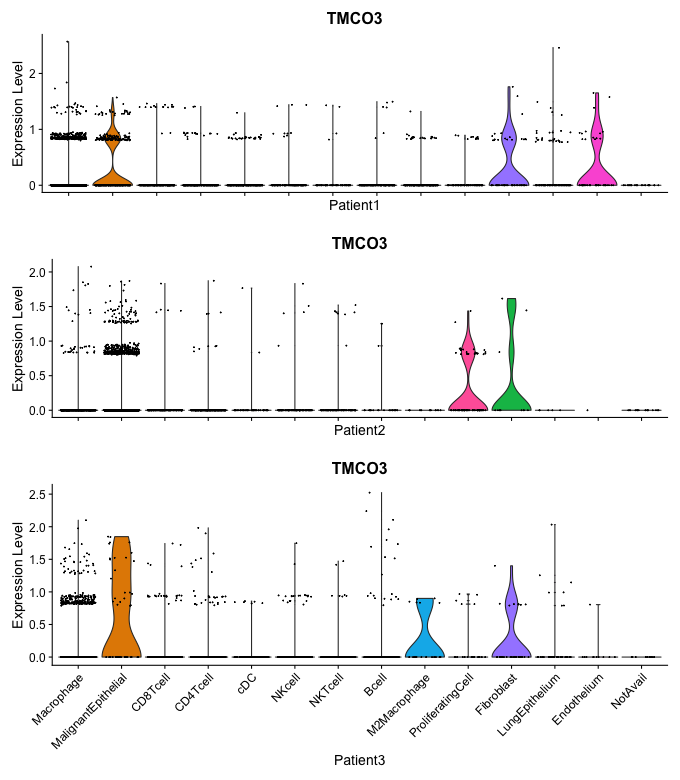 TMCO3
Expression Level
2
1
0
Patient1
TMCO3
Expression Level
2.0
1.5
1.0
0.5
0.0
Patient2
TMCO3
Expression Level
2.5
2.0
1.5
1.0
0.5
0.0
Macrophage
MalignantEpithelial
CD8Tcell
CD4Tcell
cDC
NKcell
NKTcell
Bcell
M2Macrophage
ProliferatingCell
Fibroblast
LungEpithelium
Endothelium
NotAvail
Patient3